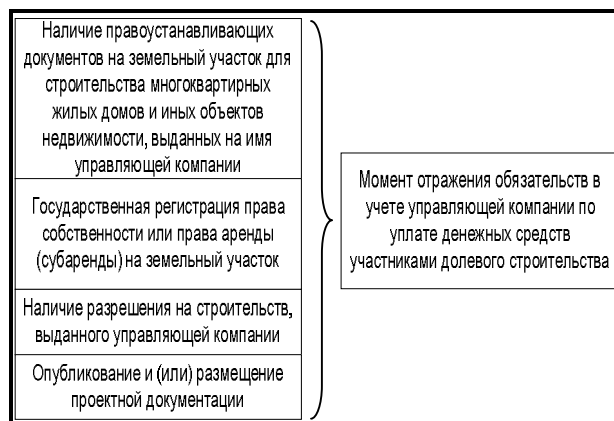 Наличие правоустанавливающих
документов на земельный участок для
строительства многоквартирных
жилых домов и иных объектов
недвижимости, выданных на имя
управляющей компании
Государственная регистрация права
собственности или права аренды
(субаренды) на земельный участок
Наличие разрешения на строительств,
выданного управляющей компании
Опубликование и (или) размещение
проектной документации
Момент отражения обязательств в
учете управляющей компании по
уплате денежных средств
участниками долевого строительства